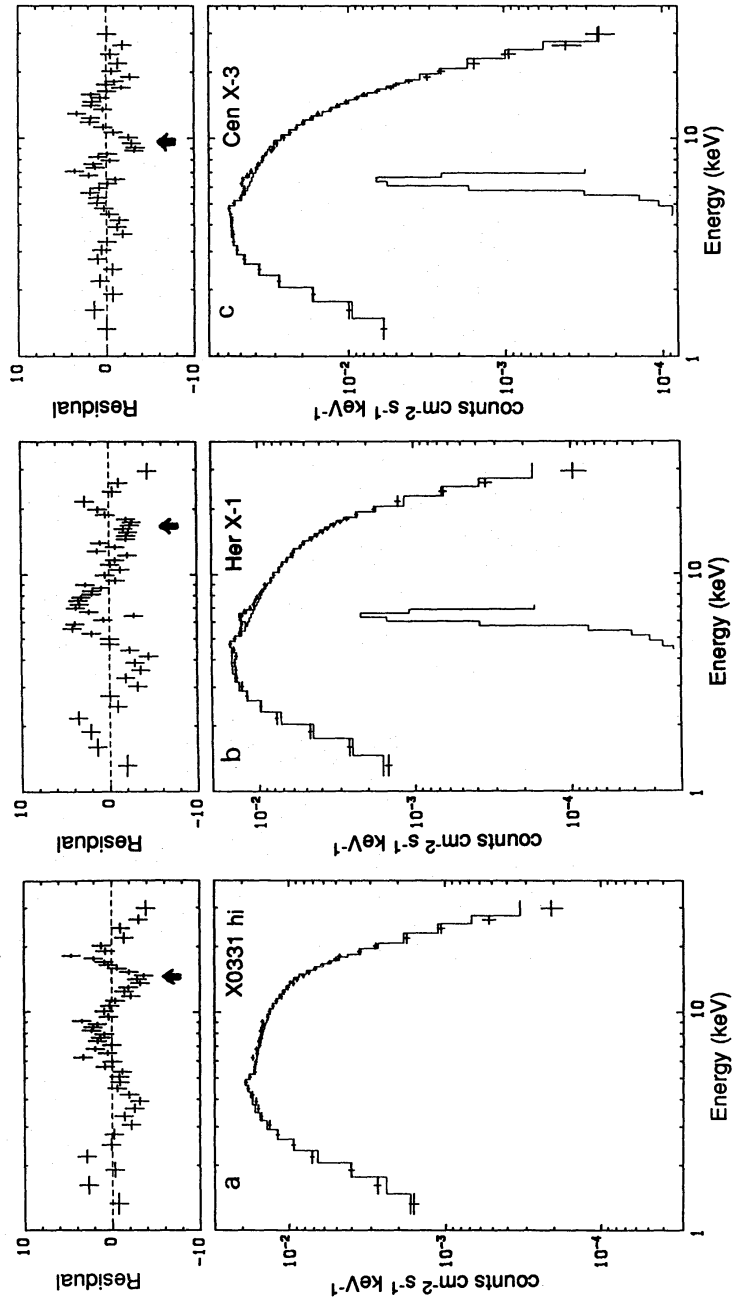 10
0
-10
Residual
X0331 hi
a
10⁻²
10⁻³
10⁻⁴
counts cm⁻² s⁻¹ keV⁻¹
1
10
Energy (keV)
10
0
-10
Residual
Her X-1
b
10⁻²
10⁻³
10⁻⁴
counts cm⁻² s⁻¹ keV⁻¹
1
10
Energy (keV)
10
0
-10
Residual
Cen X-3
c
10⁻²
10⁻³
10⁻⁴
counts cm⁻² s⁻¹ keV⁻¹
1
10
Energy (keV)